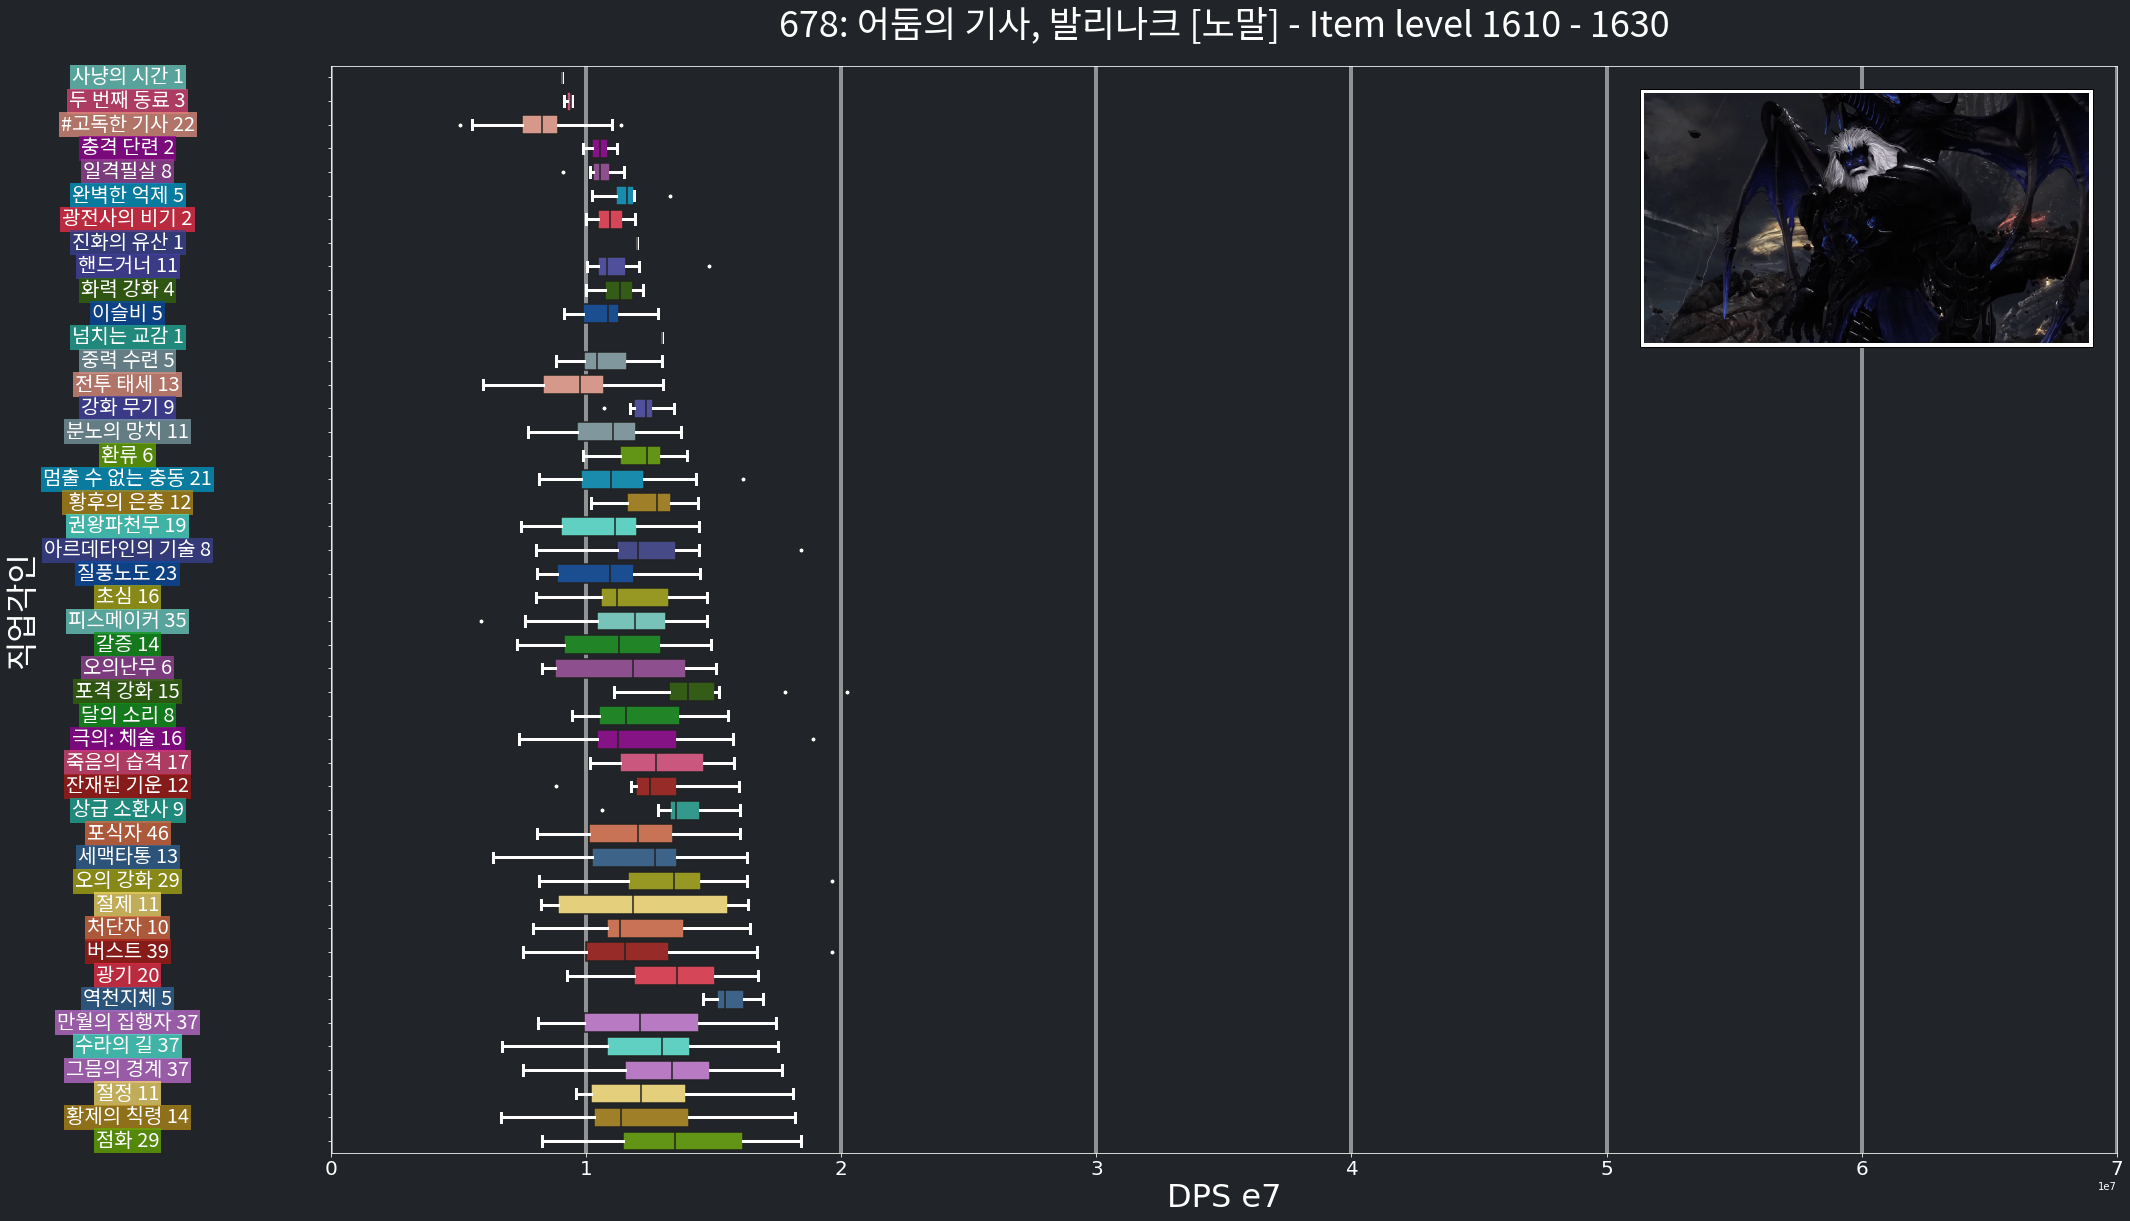 678: 어둠의 기사, 발리나크 [노말] - Item level 1610 - 1630
직업각인
사냥의 시간 1
두 번째 동료 3
#고독한 기사 22
충격 단련 2
일격필살 8
완벽한 억제 5
광전사의 비기 2
진화의 유산 1
핸드거너 11
화력 강화 4
이슬비 5
넘치는 교감 1
중력 수련 5
전투 태세 13
강화 무기 9
분노의 망치 11
환류 6
멈출 수 없는 충동 21
황후의 은총 12
권왕파천무 19
아르데타인의 기술 8
질풍노도 23
초심 16
피스메이커 35
갈증 14
오의난무 6
포격 강화 15
달의 소리 8
극의: 체술 16
죽음의 습격 17
잔재된 기운 12
상급 소환사 9
포식자 46
세맥타통 13
오의 강화 29
절제 11
처단자 10
버스트 39
광기 20
역천지체 5
만월의 집행자 37
수라의 길 37
그믐의 경계 37
절정 11
황제의 칙령 14
점화 29
0 1 2 3 4 5 6 7
1e7
DPS e7